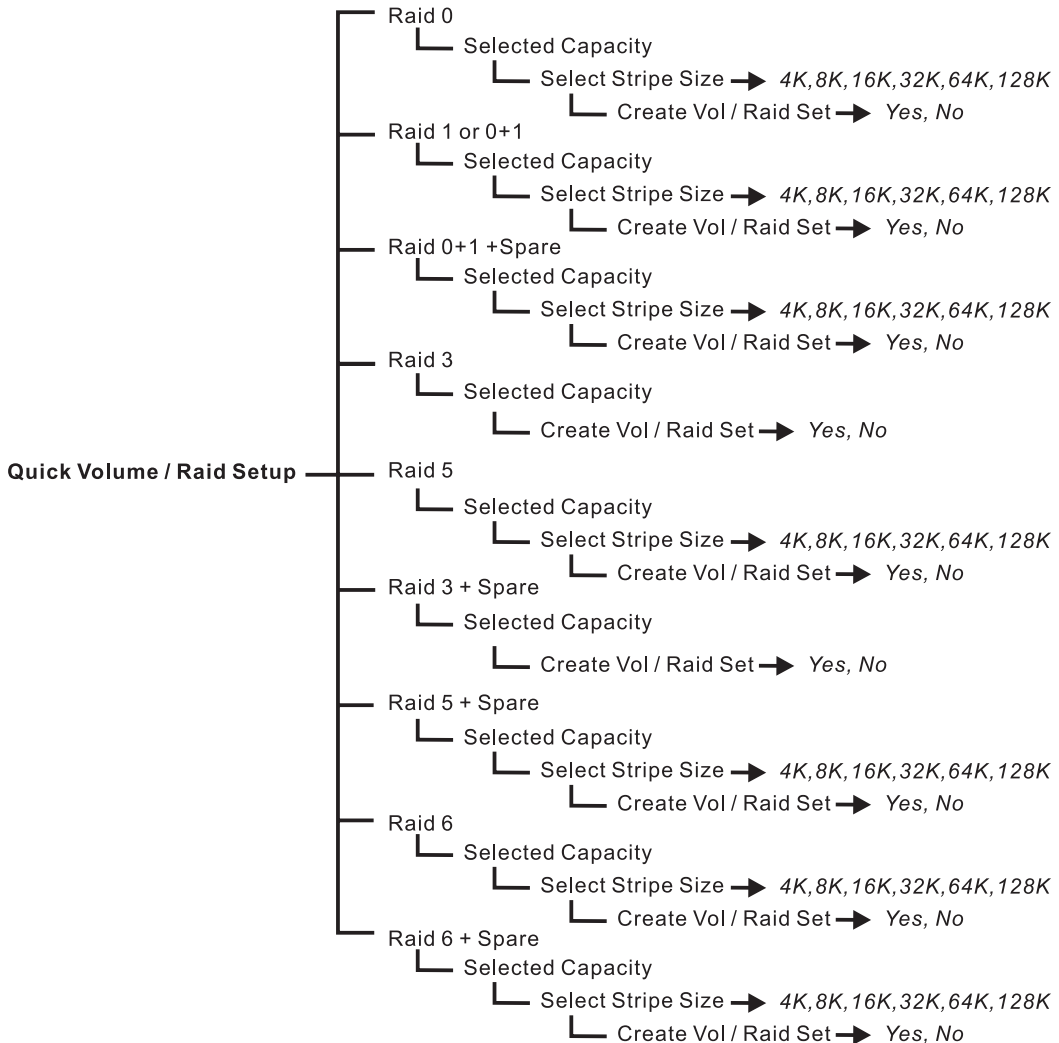 Raid 0
Selected Capacity
Select Stripe Size 4K,8K,16K,32K,64K,128K
Create Vol / Raid Set Yes, No
Raid 1 or 0+1
Selected Capacity
Select Stripe Size 4K,8K,16K,32K,64K,128K
Create Vol / Raid Set Yes, No
Raid 0+1 +Spare
Selected Capacity
Select Stripe Size 4K,8K,16K,32K,64K,128K
Create Vol / Raid Set Yes, No
Raid 3
Selected Capacity
Create Vol / Raid Set Yes, No
Quick Volume / Raid Setup
Raid 5
Selected Capacity
Select Stripe Size 4K,8K,16K,32K,64K,128K
Create Vol / Raid Set Yes, No
Raid 3 + Spare
Selected Capacity
Create Vol / Raid Set Yes, No
Raid 5 + Spare
Selected Capacity
Select Stripe Size 4K,8K,16K,32K,64K,128K
Create Vol / Raid Set Yes, No
Raid 6
Selected Capacity
Select Stripe Size 4K,8K,16K,32K,64K,128K
Create Vol / Raid Set Yes, No
Raid 6 + Spare
Selected Capacity
Select Stripe Size 4K,8K,16K,32K,64K,128K
Create Vol / Raid Set Yes, No